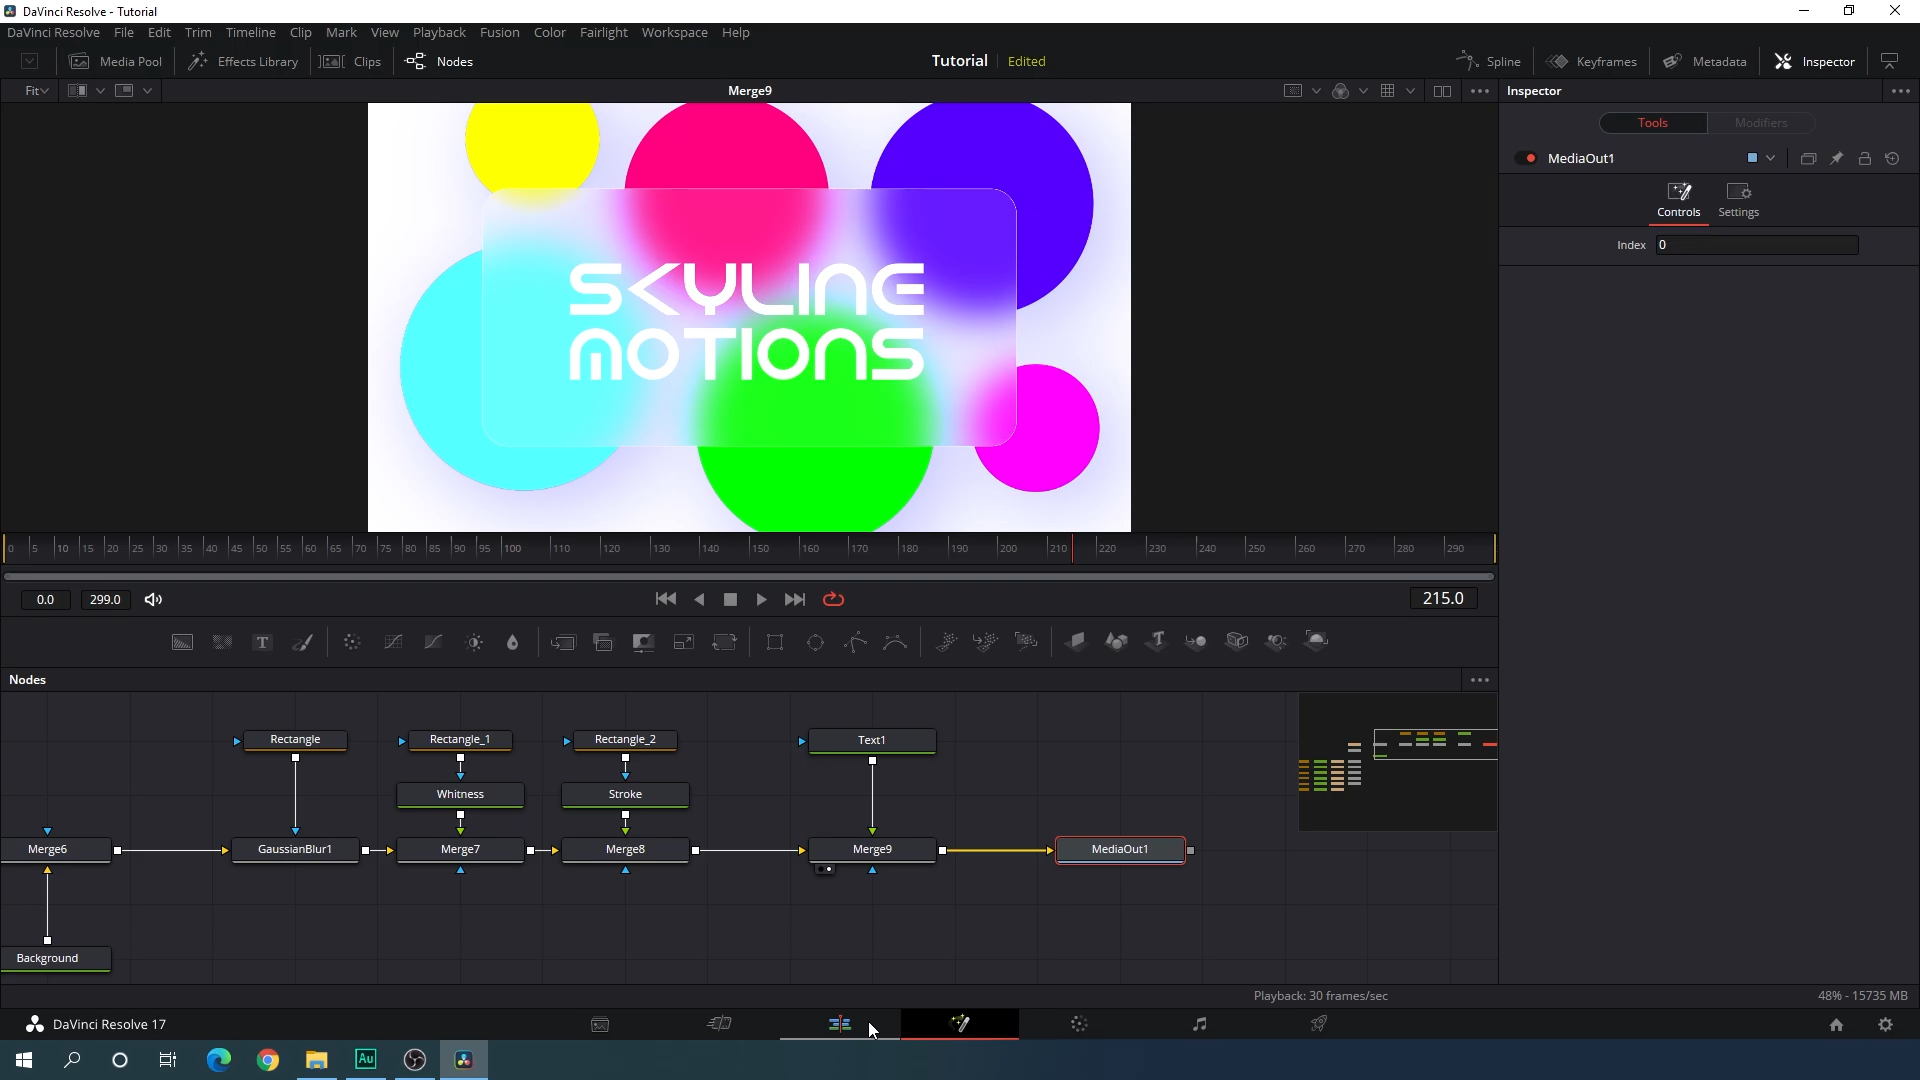 DaVinci Resolve - Tutorial
DaVinci Resolve File Edit Trim Timeline Clip Mark View Playback Fusion Color Fairlight Workspace Help
Media Pool Effects Library Clips Nodes Tutorial Edited Spline Keyframes Metadata Inspector
Fit Merge9 Inspector
Tools Modifiers
MediaOut1
Controls Settings
Index 0
SKYLINE
MOTIONS
0 5 10 15 20 25 30 35 40 45 50 55 60 65 70 75 80 85 90 95 100 110 120 130 140 150 160 170 180 190 200 210 220 230 240 250 260 270 280 290
0.0 299.0 215.0
T T
Nodes
Rectangle Rectangle_1 Rectangle_2 Text1
Whitness Stroke
Merge6 GaussianBlur1 Merge7 Merge8 Merge9 MediaOut1
Background
Playback: 30 frames/sec 48% - 15735 MB
DaVinci Resolve 17
Au